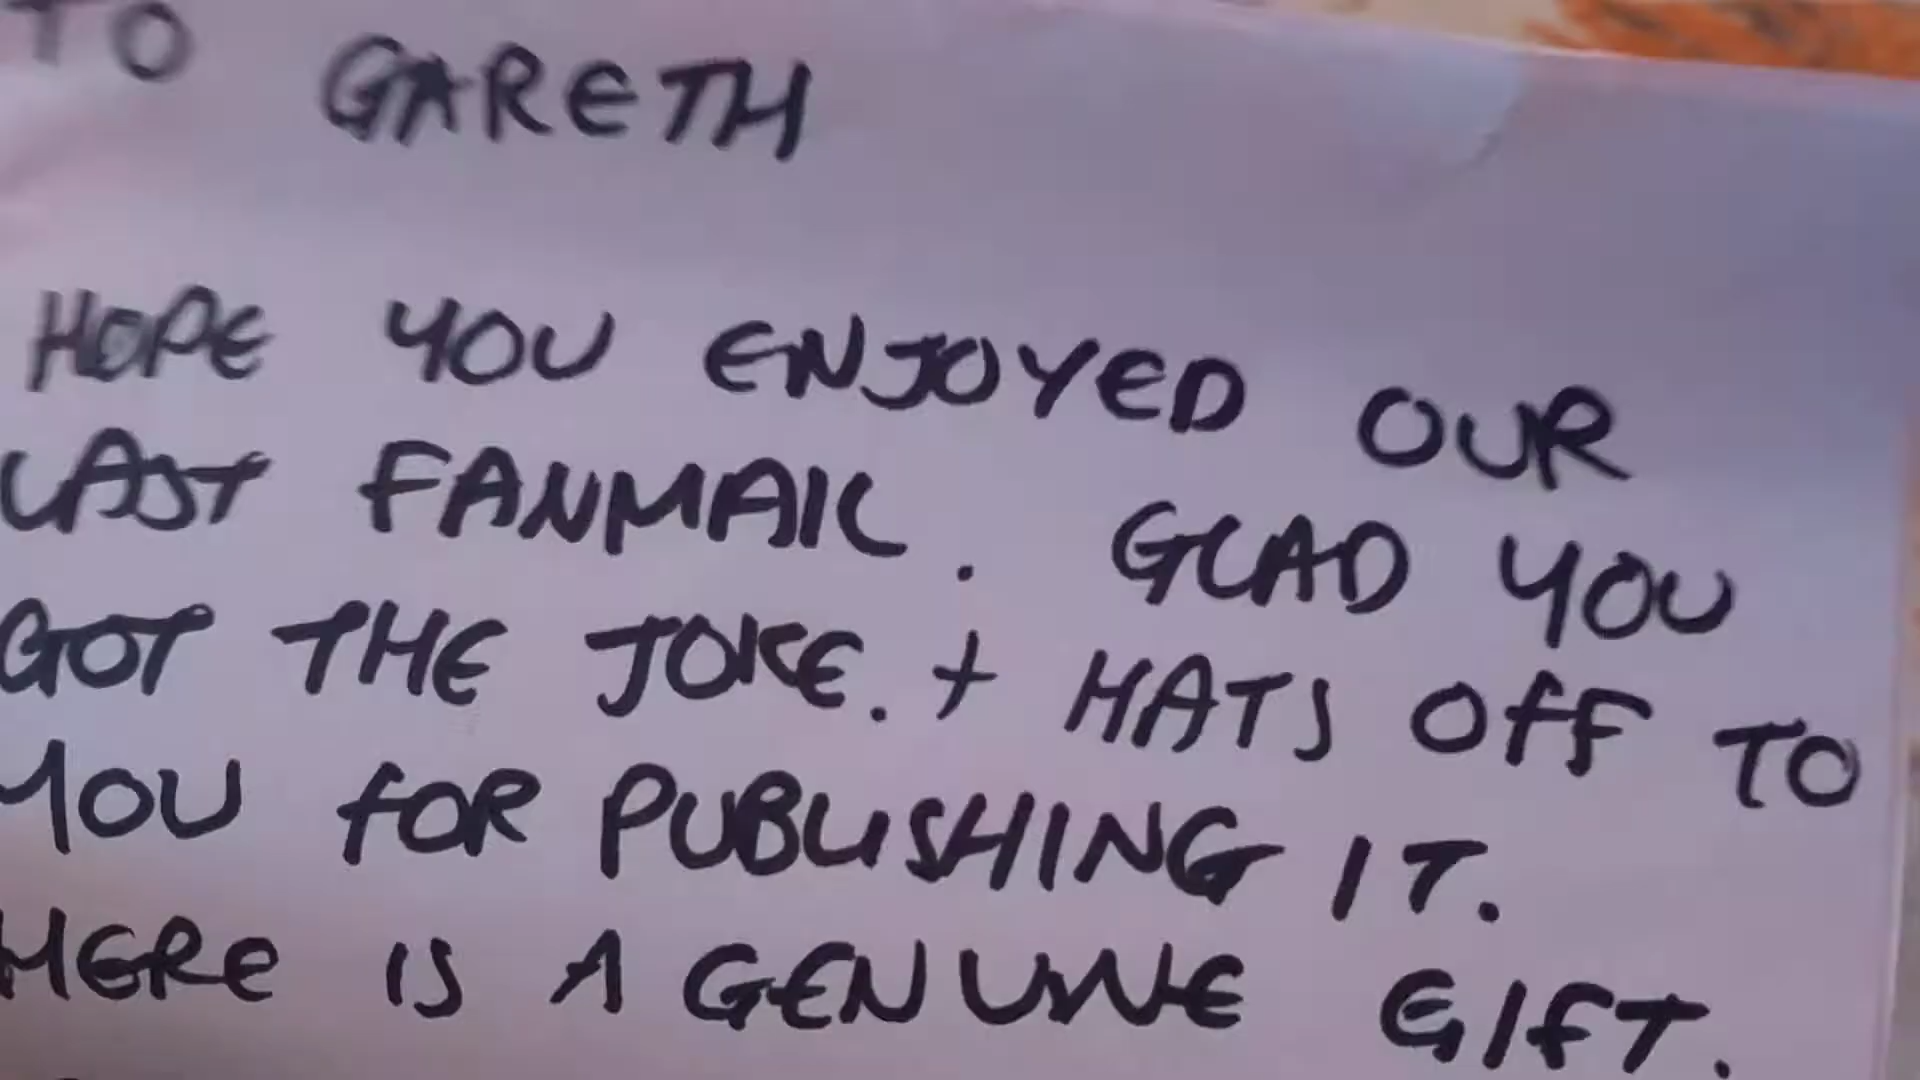 TO GARETH
HOPE YOU ENJOYED OUR
LAST FANMAIL. GLAD YOU
GOT THE JOKE. + HATS OFF TO
YOU FOR PUBLISHING IT.
HERE IS A GENUINE GIFT.